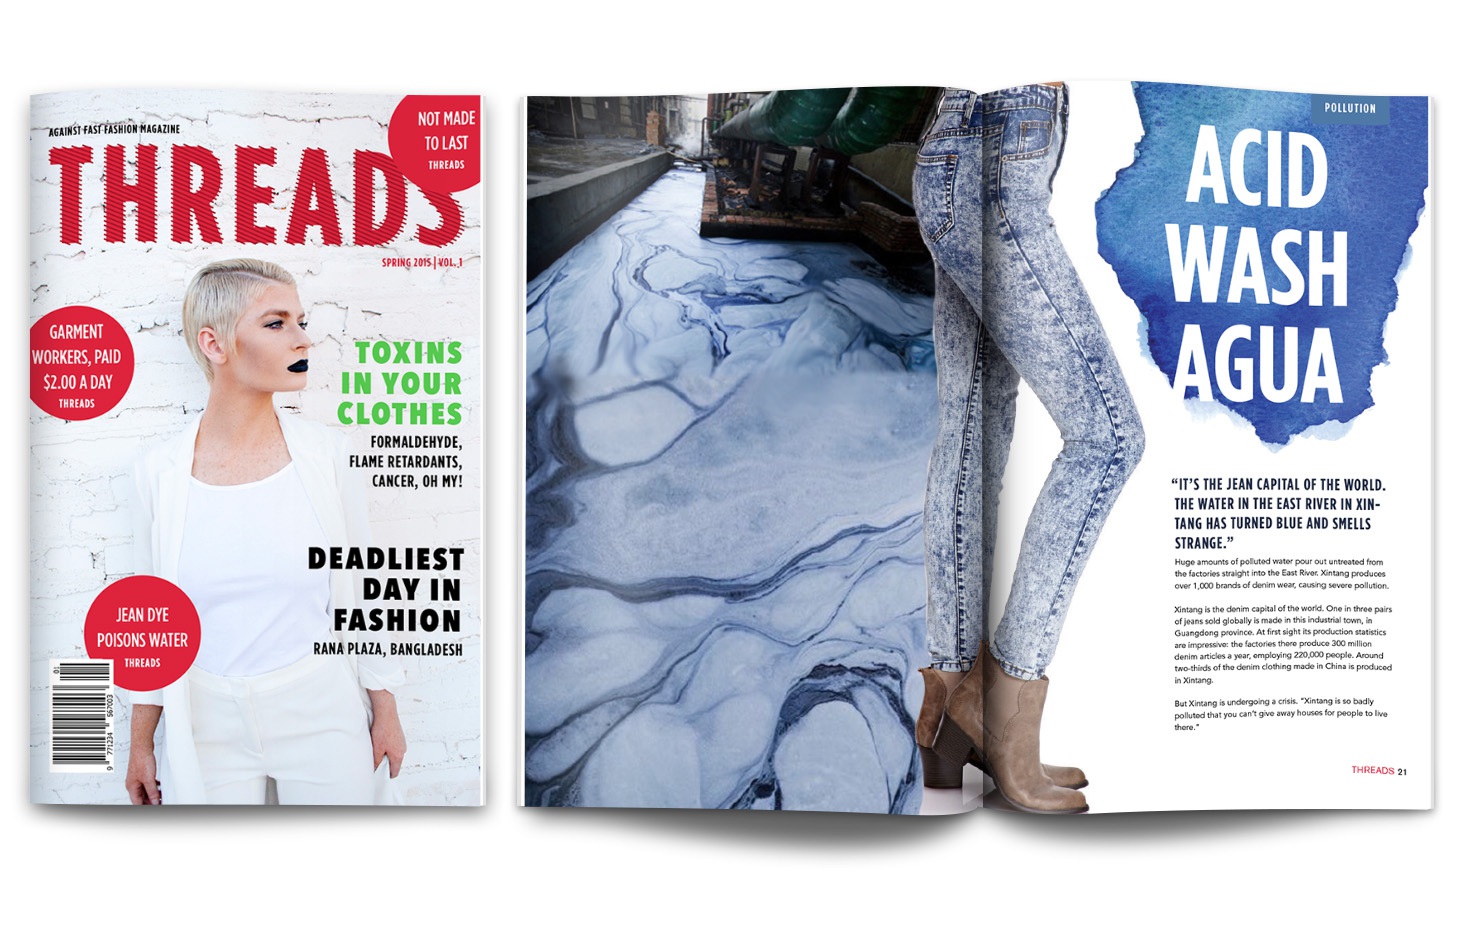 AGAINST FAST FASHION MAGAZINE
THREADS
NOT MADE
TO LAST
THREADS
SPRING 2015 | VOL. 1
GARMENT
WORKERS, PAID
$2.00 A DAY
THREADS
TOXINS
IN YOUR
CLOTHES
FORMALDEHYDE,
FLAME RETARDANTS,
CANCER, OH MY!
DEADLIEST
DAY IN
FASHION
RANA PLAZA, BANGLADESH
JEAN DYE
POISONS WATER
THREADS
01
9 771234 567003
POLLUTION
ACID
WASH
AGUA
“IT’S THE JEAN CAPITAL OF THE WORLD.
THE WATER IN THE EAST RIVER IN XIN-
TANG HAS TURNED BLUE AND SMELLS
STRANGE.”
Huge amounts of polluted water pour out untreated from
the factories straight into the East River. Xintang produces
over 1,000 brands of denim wear, causing severe pollution.
Xintang is the denim capital of the world. One in three pairs
of jeans sold globally is made in this industrial town, in
Guangdong province. At first sight its production statistics
are impressive: the factories there produce 300 million
denim articles a year, employing 220,000 people. Around
two-thirds of the denim clothing made in China is produced
in Xintang.
But Xintang is undergoing a crisis. "Xintang is so badly
polluted that you can't give away houses for people to live
there."
THREADS 21